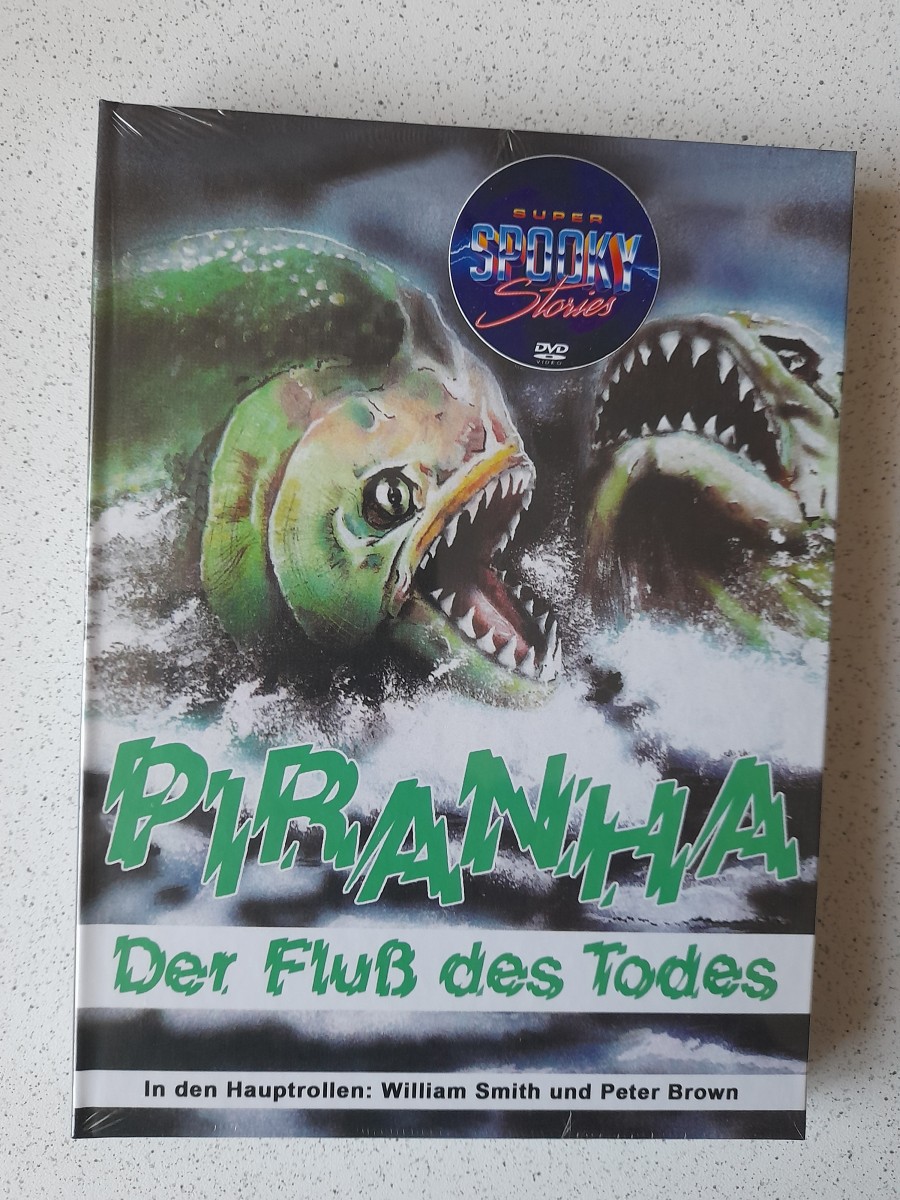 SUPER
SPOOKY
Stories
DVD
VIDEO
PIRANHA
Der Fluß des Todes
In den Hauptrollen: William Smith und Peter Brown